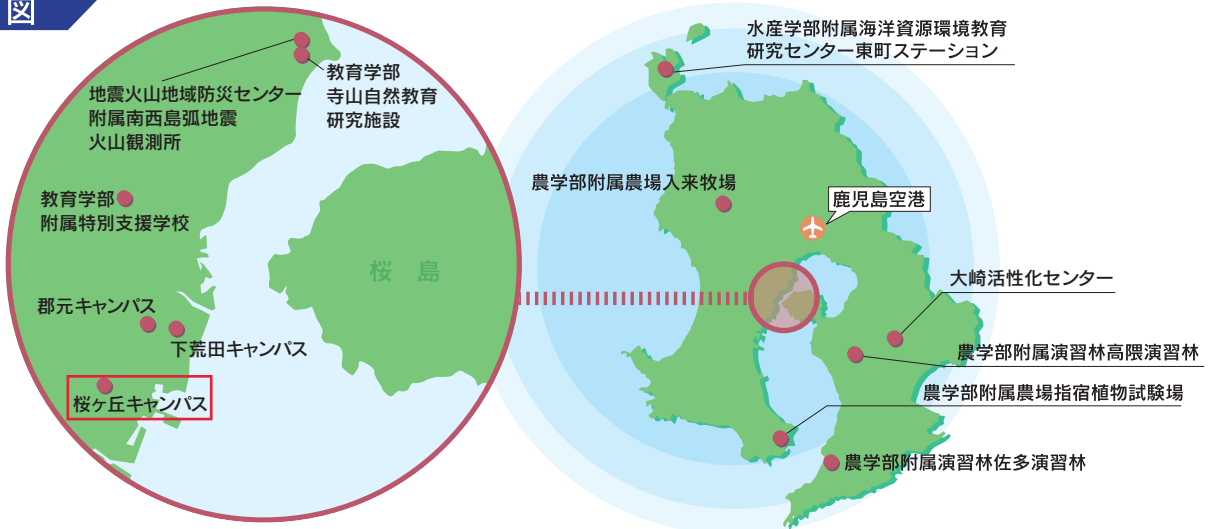 図
地震火山地域防災センター
附属南西島弧地震
火山観測所
教育学部
寺山自然教育
研究施設
教育学部
附属特別支援学校
桜 島
郡元キャンパス
下荒田キャンパス
桜ヶ丘キャンパス
水産学部附属海洋資源環境教育
研究センター東町ステーション
農学部附属農場入来牧場
鹿児島空港
大崎活性化センター
農学部附属演習林高隈演習林
農学部附属農場指宿植物試験場
農学部附属演習林佐多演習林